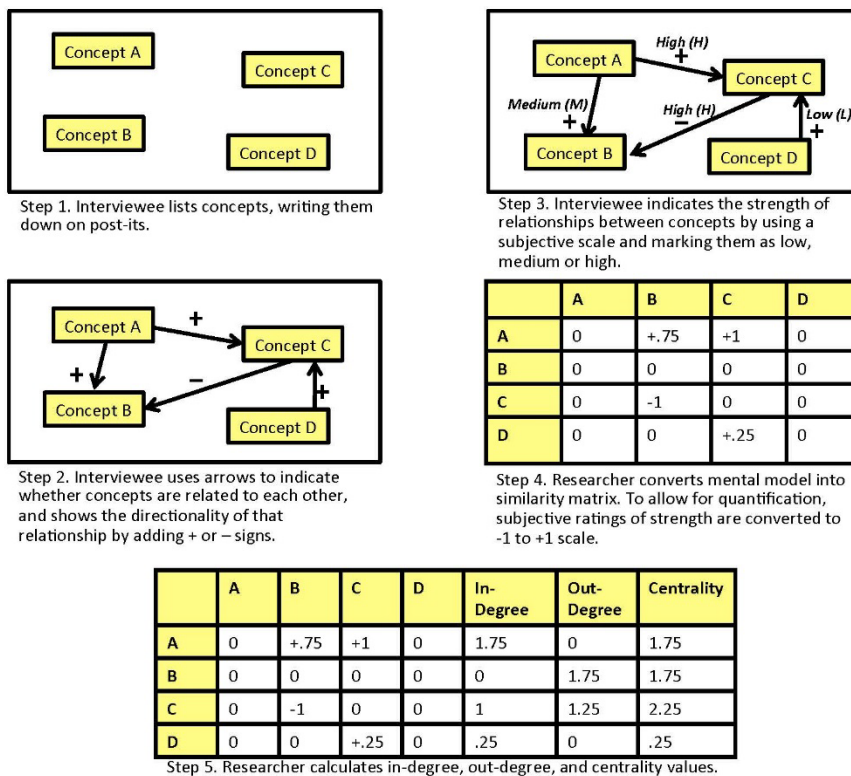 Concept A
Concept C
Concept B
Concept D
Step 1. Interviewee lists concepts, writing them
down on post-its.
Concept A
+
Concept C
+
–
Concept B
+
Concept D
Step 2. Interviewee uses arrows to indicate
whether concepts are related to each other,
and shows the directionality of that
relationship by adding + or – signs.
High (H)
Concept A
+
Concept C
Medium (M)
High (H)
+
–
Low (L)
+
Concept B
Concept D
Step 3. Interviewee indicates the strength of
relationships between concepts by using a
subjective scale and marking them as low,
medium or high.
A B C D
A 0 +.75 +1 0
B 0 0 0 0
C 0 -1 0 0
D 0 0 +.25 0
Step 4. Researcher converts mental model into
similarity matrix. To allow for quantification,
subjective ratings of strength are converted to
-1 to +1 scale.
A B C D In-Degree Out-Degree Centrality
A 0 +.75 +1 0 1.75 0 1.75
B 0 0 0 0 0 1.75 1.75
C 0 -1 0 0 1 1.25 2.25
D 0 0 +.25 0 .25 0 .25
Step 5. Researcher calculates in-degree, out-degree, and centrality values.